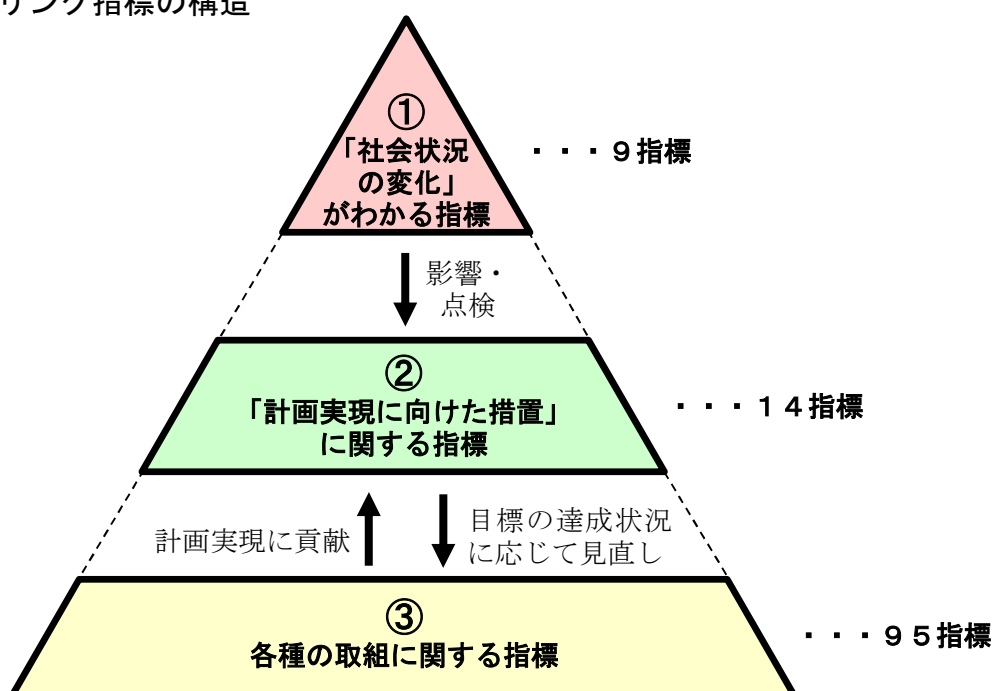 リング指標の構造
①
「社会状況
の変化」
がわかる指標
・・・９指標
影響・
点検
②
「計画実現に向けた措置」
に関する指標
・・・１４指標
計画実現に貢献
目標の達成状況
に応じて見直し
③
各種の取組に関する指標
・・・９５指標